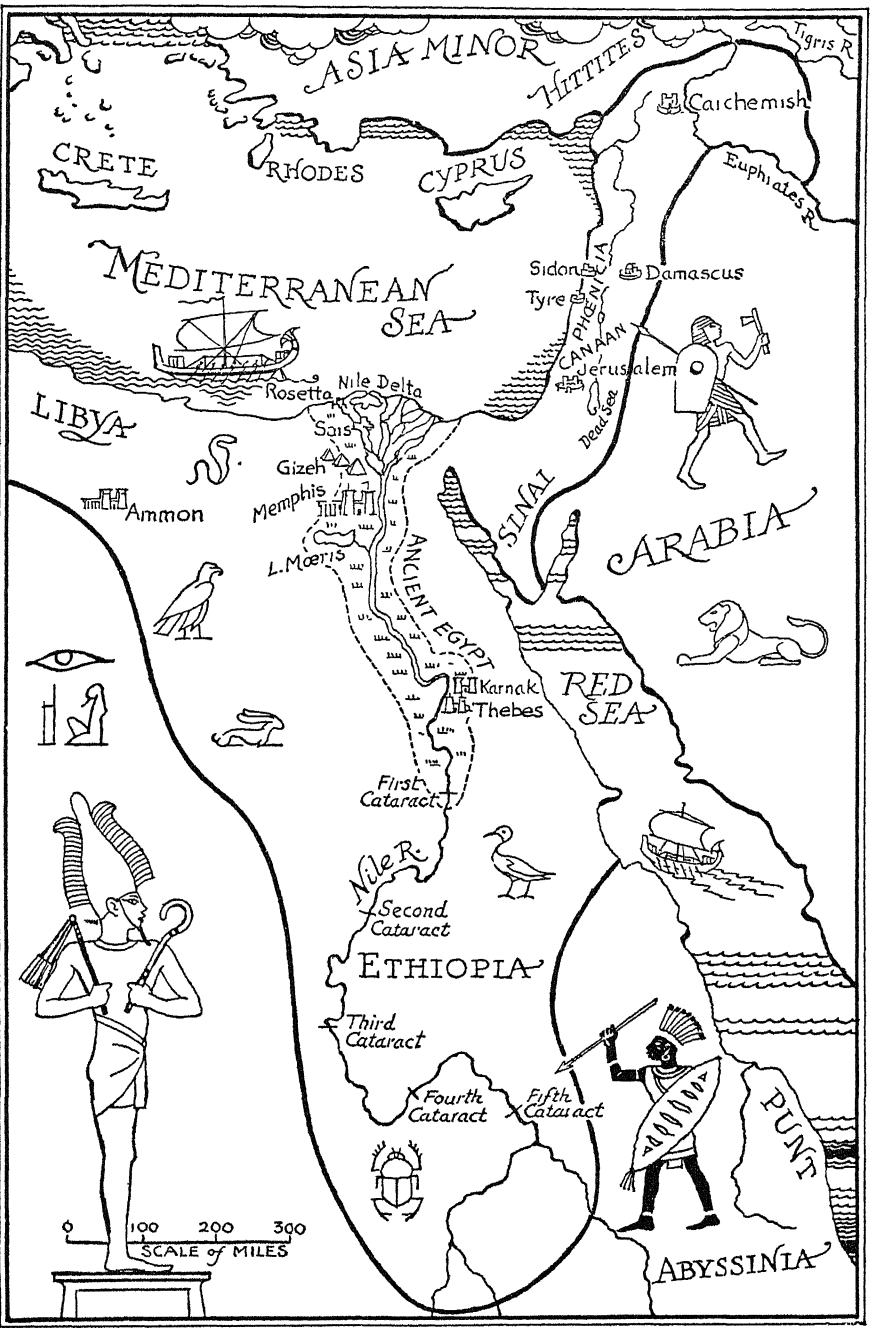 Tigris R
ASIA MINOR
HITTITES
Carchemish
CRETE
RHODES
CYPRUS
Euphrates R.
MEDITERRANEAN
SEA
Sidon
Damascus
Tyre
PHŒNICIA
CANAAN
Jerusalem
Dead Sea
Rosetta
Nile Delta
LIBYA
Sais
Gizeh
Memphis
Ammon
SINAI
L. Mœris
ANCIENT EGYPT
ARABIA
Karnak
Thebes
RED
SEA
First
Cataract
Nile R.
Second
Cataract
ETHIOPIA
Third
Cataract
Fourth
Cataract
Fifth
Cataract
PUNT
0 100 200 300
SCALE of MILES
ABYSSINIA